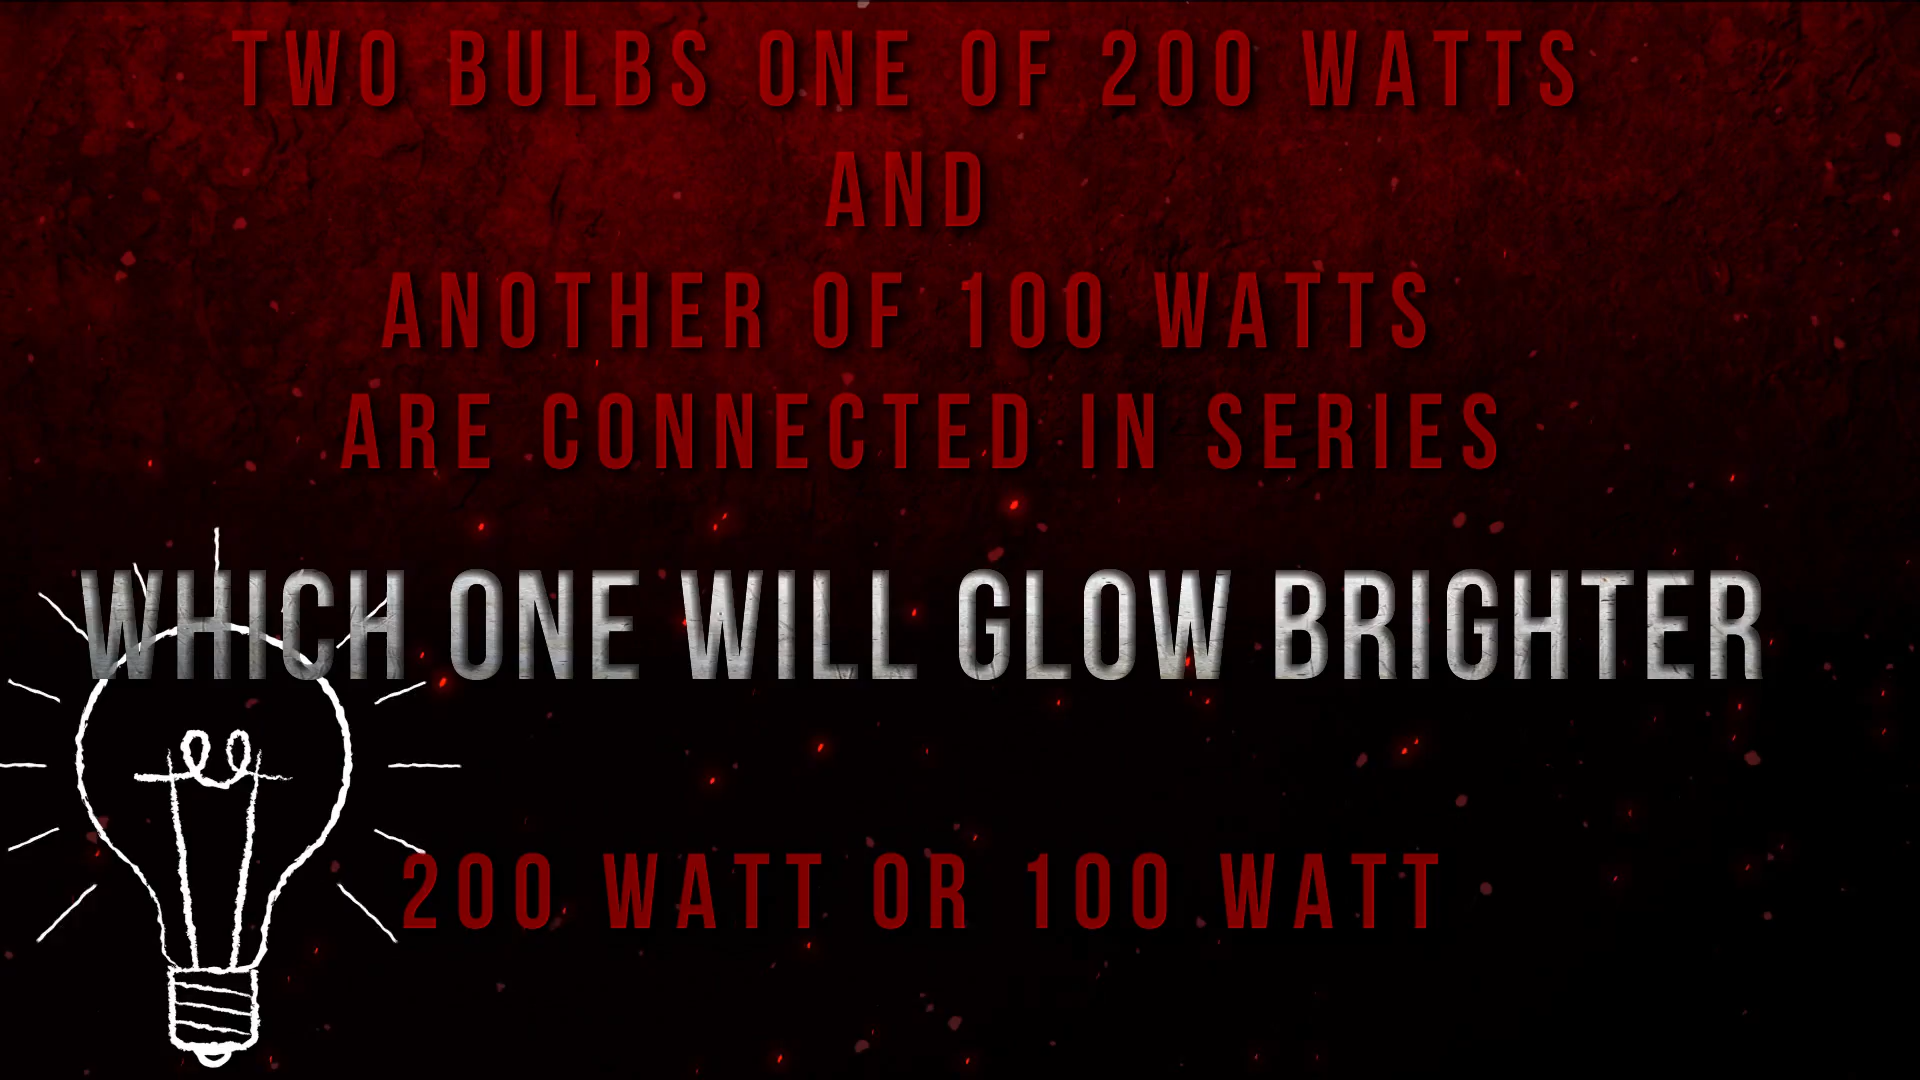 TWO BULBS ONE OF 200 WATTS
AND
ANOTHER OF 100 WATTS
ARE CONNECTED IN SERIES
WHICH ONE WILL GLOW BRIGHTER
200 WATT OR 100 WATT